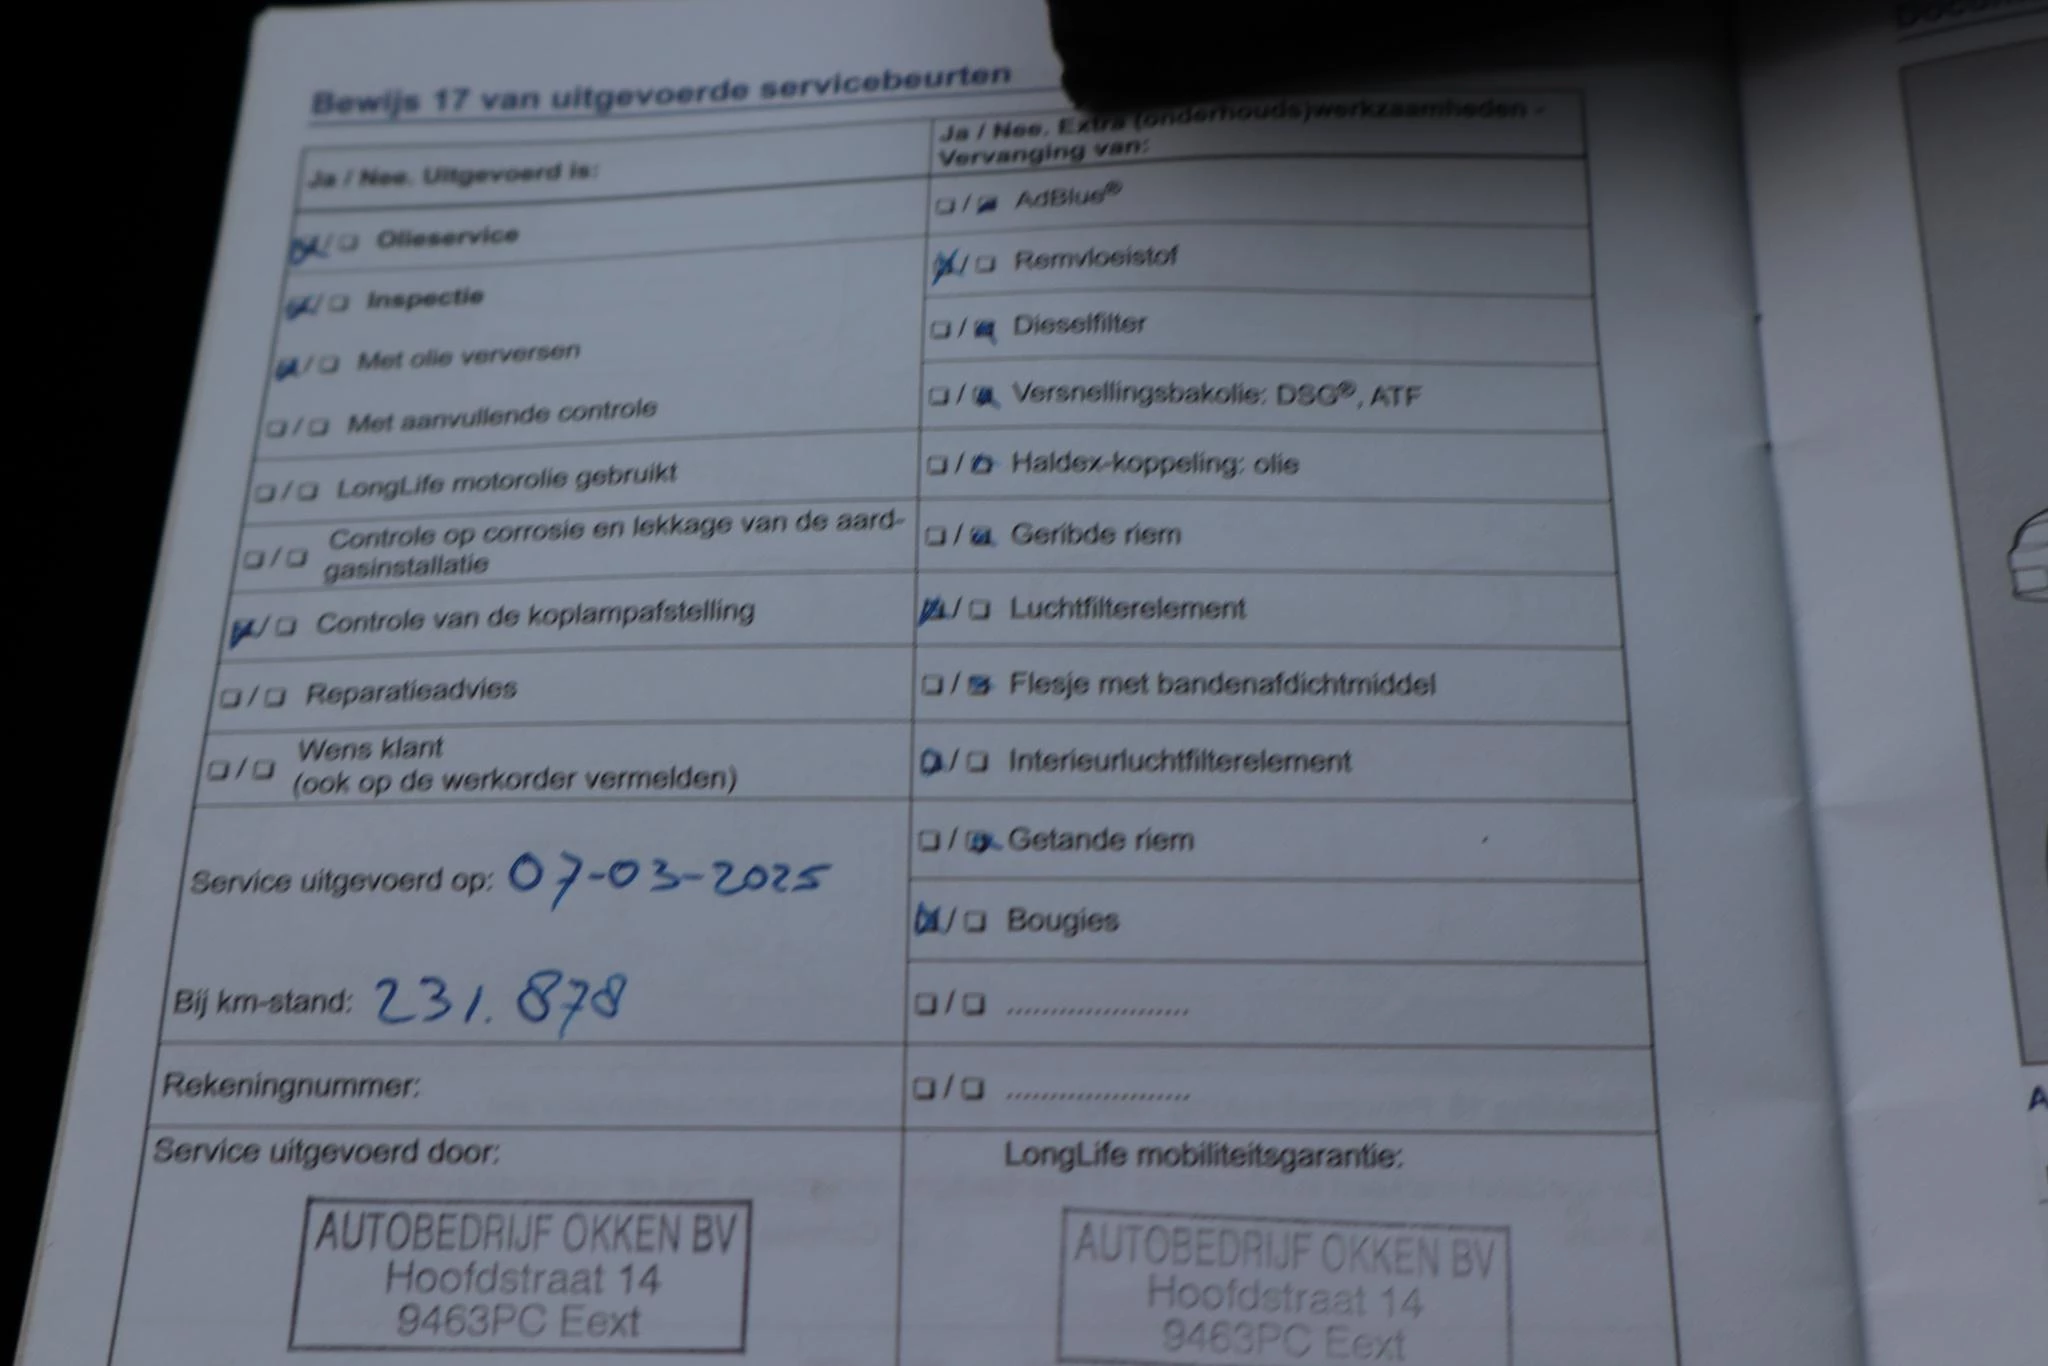 Bewijs 17 van uitgevoerde servicebeurten
Ja / Nee. Uitgevoerd is:
Olieservice
Inspectie
Met olie verversen
Met aanvullende controle
LongLife motorolie gebruikt
Controle op corrosie en lekkage van de aard-
gasinstallatie
Controle van de koplampafstelling
Reparatieadvies
Wens klant
(ook op de werkorder vermelden)
Service uitgevoerd op: 07-03-2025
Bij km-stand: 231.878
Rekeningnummer:
Service uitgevoerd door:
AUTOBEDRIJF OKKEN BV
Hoofdstraat 14
9463PC Eext
Ja / Nee. Extra (onderhouds)werkzaamheden -
Vervanging van:
AdBlue®
Remvloeistof
Dieselfilter
Versnellingsbakolie: DSG®, ATF
Haldex-koppeling: olie
Geribde riem
Luchtfilterelement
Flesje met bandenafdichtmiddel
Interieurluchtfilterelement
Getande riem
Bougies
.....................
.....................
LongLife mobiliteitsgarantie:
AUTOBEDRIJF OKKEN BV
Hoofdstraat 14
9463PC Eext